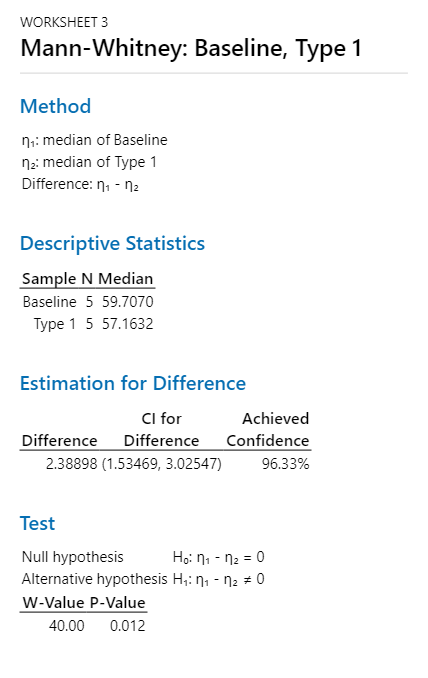 WORKSHEET 3
Mann-Whitney: Baseline, Type 1
Method
η₁: median of Baseline
η₂: median of Type 1
Difference: η₁ - η₂
Descriptive Statistics
Sample N Median
Baseline 5 59.7070
Type 1 5 57.1632
Estimation for Difference
CI for Achieved
Difference Difference Confidence
2.38898 (1.53469, 3.02547) 96.33%
Test
Null hypothesis H₀: η₁ - η₂ = 0
Alternative hypothesis H₁: η₁ - η₂ ≠ 0
W-Value P-Value
40.00 0.012